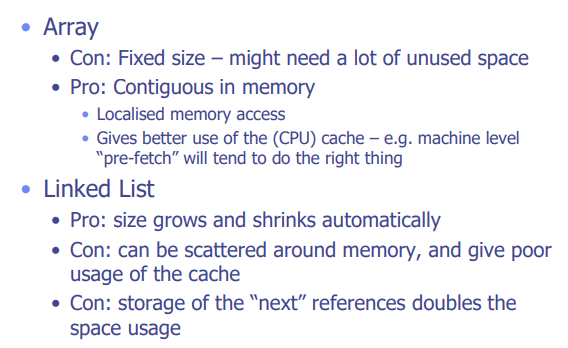 • Array
• Con: Fixed size – might need a lot of unused space
• Pro: Contiguous in memory
• Localised memory access
• Gives better use of the (CPU) cache – e.g. machine level
“pre-fetch” will tend to do the right thing
• Linked List
• Pro: size grows and shrinks automatically
• Con: can be scattered around memory, and give poor
usage of the cache
• Con: storage of the “next” references doubles the
space usage